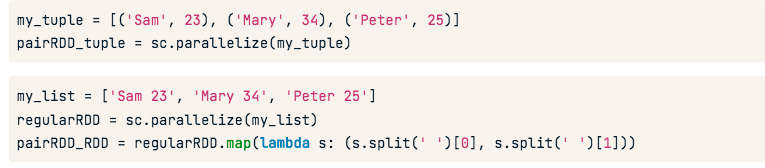 my_tuple = [('Sam', 23), ('Mary', 34), ('Peter', 25)]
pairRDD_tuple = sc.parallelize(my_tuple)
my_list = ['Sam 23', 'Mary 34', 'Peter 25']
regularRDD = sc.parallelize(my_list)
pairRDD_RDD = regularRDD.map(lambda s: (s.split(' ')[0], s.split(' ')[1]))